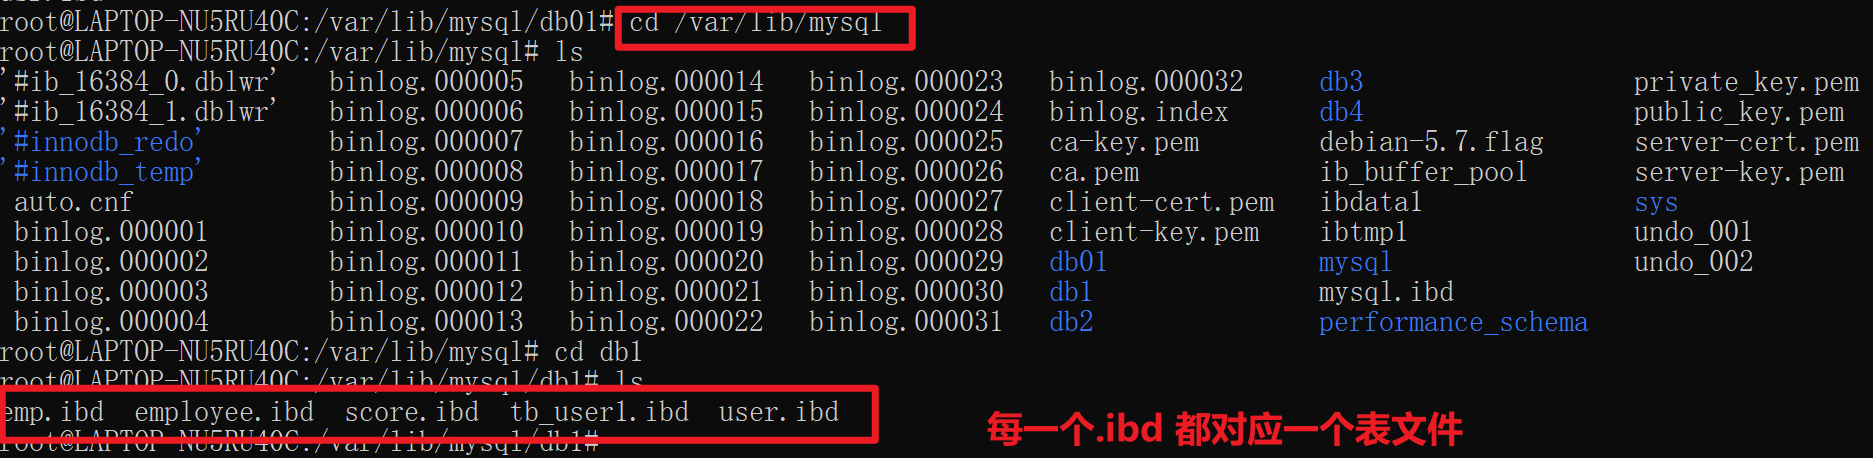 root@LAPTOP-NU5RU40C:/var/lib/mysql/db01# cd /var/lib/mysql
root@LAPTOP-NU5RU40C:/var/lib/mysql# ls
'#ib_16384_0.dblwr' binlog.000005 binlog.000014 binlog.000023 binlog.000032 db3 private_key.pem
'#ib_16384_1.dblwr' binlog.000006 binlog.000015 binlog.000024 binlog.index db4 public_key.pem
'#innodb_redo' binlog.000007 binlog.000016 binlog.000025 ca-key.pem debian-5.7.flag server-cert.pem
'#innodb_temp' binlog.000008 binlog.000017 binlog.000026 ca.pem ib_buffer_pool server-key.pem
auto.cnf binlog.000009 binlog.000018 binlog.000027 client-cert.pem ibdata1 sys
binlog.000001 binlog.000010 binlog.000019 binlog.000028 client-key.pem ibtmp1 undo_001
binlog.000002 binlog.000011 binlog.000020 binlog.000029 db01 mysql undo_002
binlog.000003 binlog.000012 binlog.000021 binlog.000030 db1 mysql.ibd
binlog.000004 binlog.000013 binlog.000022 binlog.000031 db2 performance_schema
root@LAPTOP-NU5RU40C:/var/lib/mysql# cd db1
root@LAPTOP-NU5RU40C:/var/lib/mysql/db1# ls
emp.ibd employee.ibd score.ibd tb_user1.ibd user.ibd
每一个.ibd 都对应一个表文件
root@LAPTOP-NU5RU40C:/var/lib/mysql/db1#